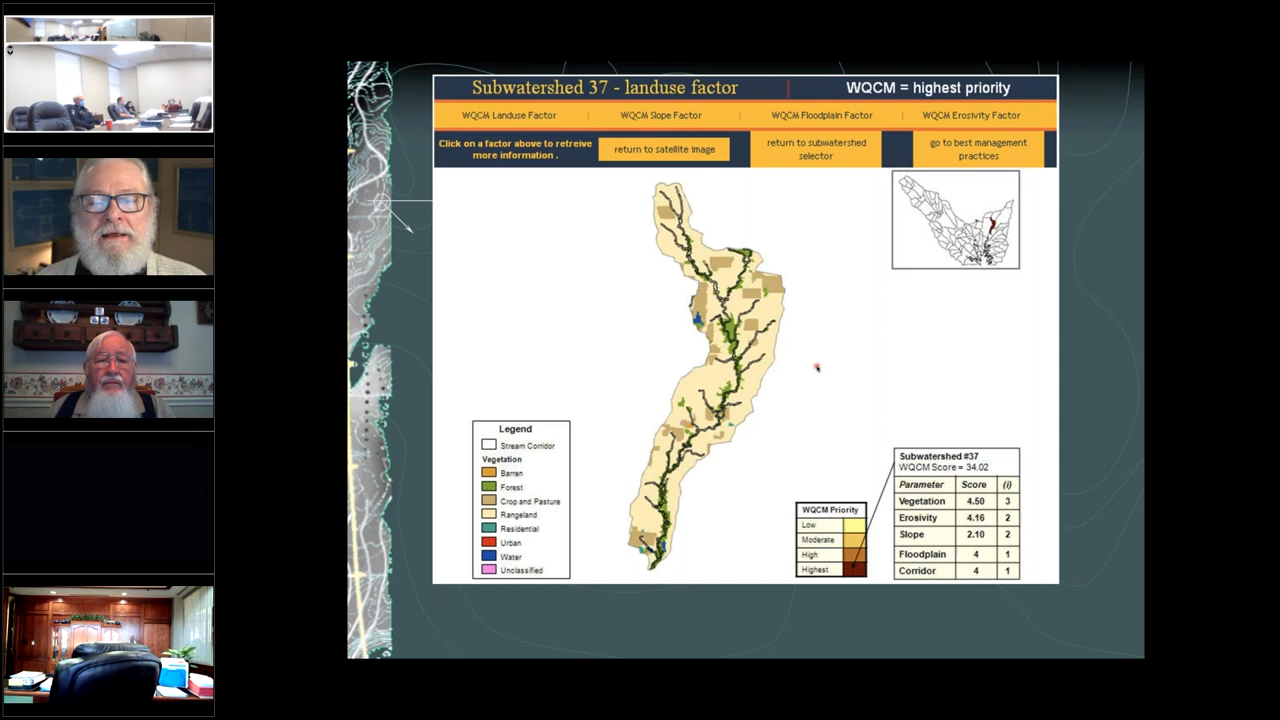 Subwatershed 37 - landuse factor
WQCM = highest priority
WQCM Landuse Factor
WQCM Slope Factor
WQCM Floodplain Factor
WQCM Erosivity Factor
Click on a factor above to retreive
more information .
return to satellite image
return to subwatershed
selector
go to best management
practices
Legend
Stream Corridor
Vegetation
Barren
Forest
Crop and Pasture
Rangeland
Residential
Urban
Water
Unclassified
WQCM Priority
Low
Moderate
High
Highest
Subwatershed #37
WQCM Score = 34.02
Parameter Score (i)
Vegetation 4.50 3
Erosivity 4.16 2
Slope 2.10 2
Floodplain 4 1
Corridor 4 1